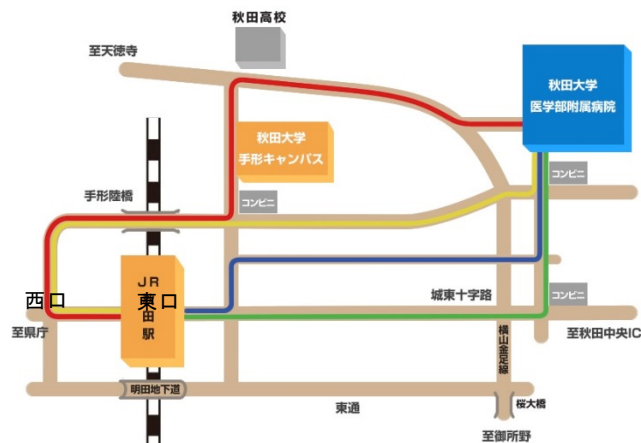 秋田高校
至天徳寺
秋田大学
医学部附属病院
秋田大学
手形キャンパス
コンビニ
手形陸橋
コンビニ
西口
JR
東口
田
駅
城東十字路
コンビニ
至県庁
横山金足線
至秋田中央IC
明田地下道
東通
桜大橋
至御所野